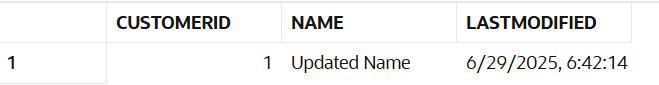 CUSTOMERID NAME LASTMODIFIED
1 1 Updated Name 6/29/2025, 6:42:14